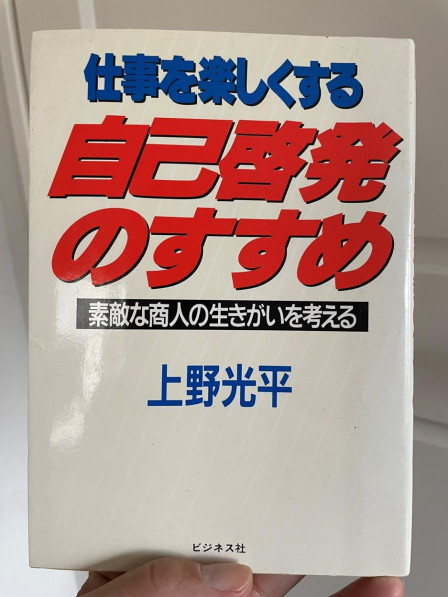 仕事を楽しくする
自己啓発
のすすめ
素敵な商人の生きがいを考える
上野光平
ビジネス社